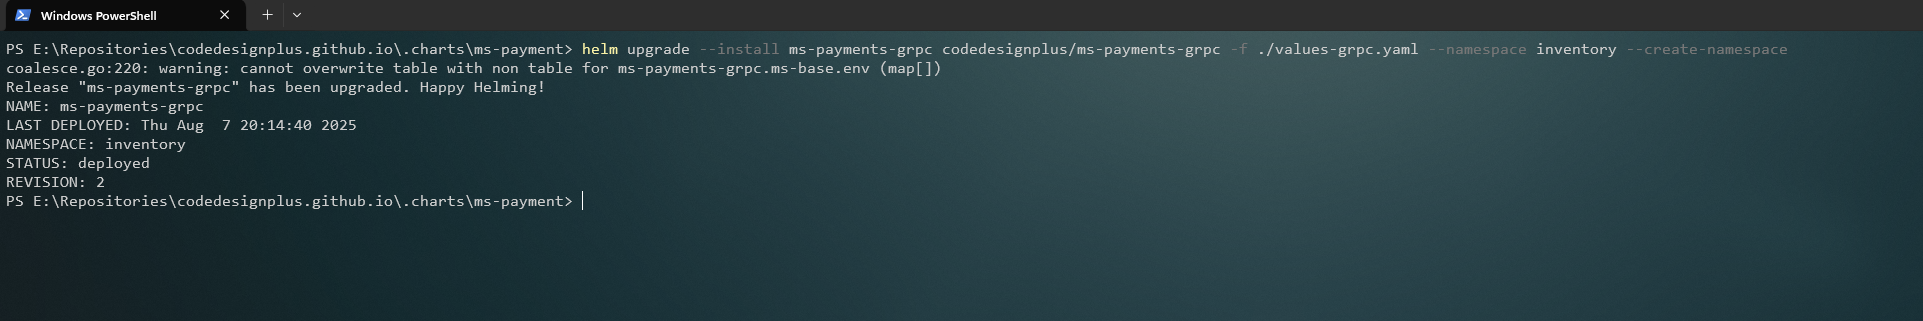 Windows PowerShell
PS E:\Repositories\codedesignplus.github.io\.charts\ms-payment> helm upgrade --install ms-payments-grpc codedesignplus/ms-payments-grpc -f ./values-grpc.yaml --namespace inventory --create-namespace
coalesce.go:220: warning: cannot overwrite table with non table for ms-payments-grpc.ms-base.env (map[])
Release "ms-payments-grpc" has been upgraded. Happy Helming!
NAME: ms-payments-grpc
LAST DEPLOYED: Thu Aug  7 20:14:40 2025
NAMESPACE: inventory
STATUS: deployed
REVISION: 2
PS E:\Repositories\codedesignplus.github.io\.charts\ms-payment>